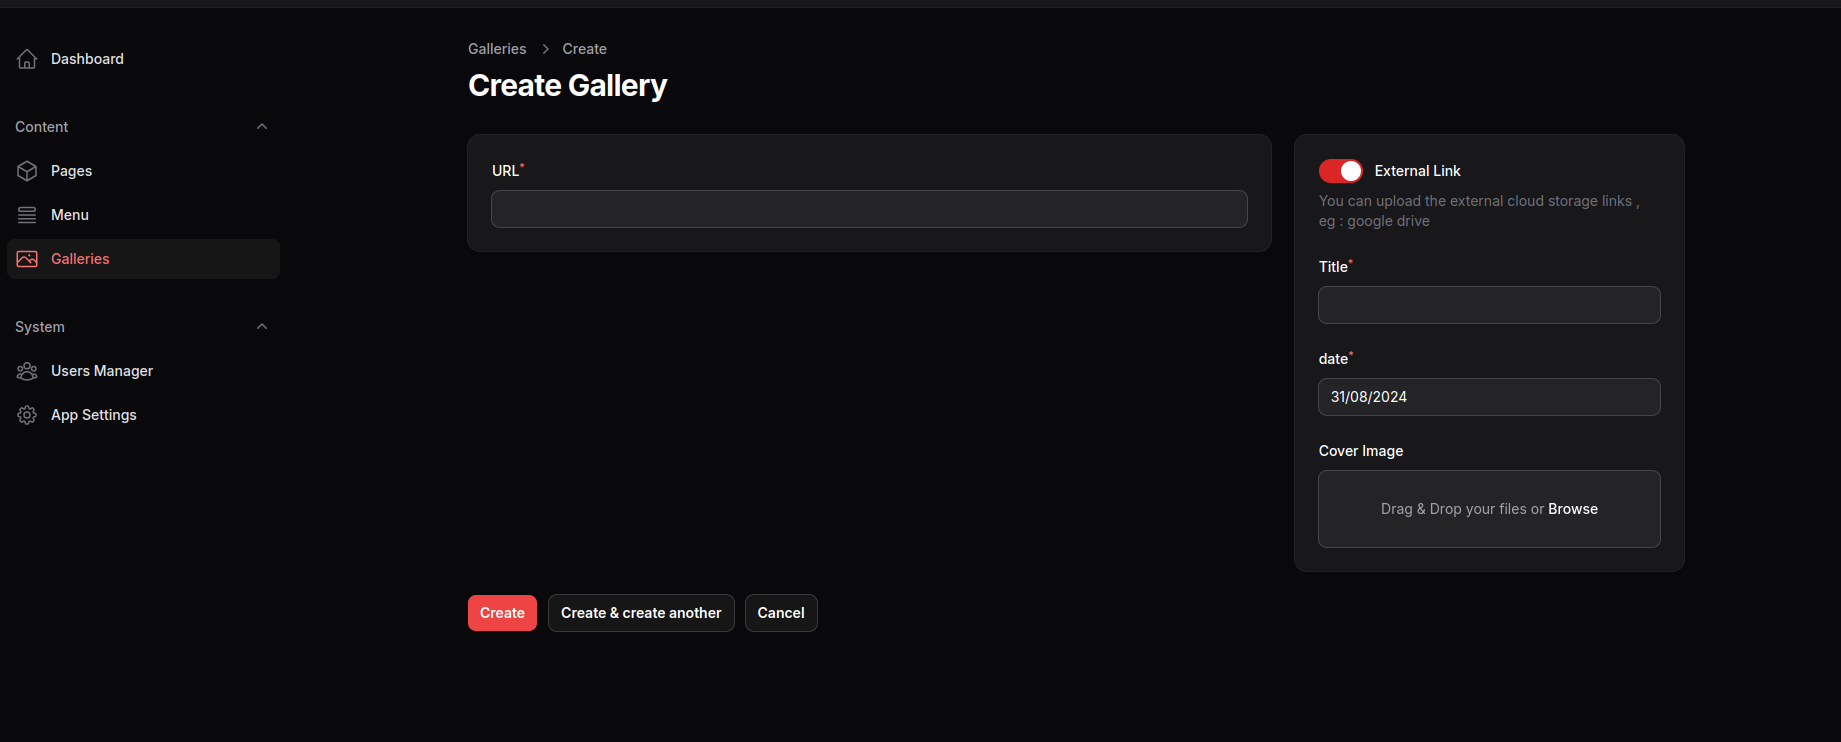 Dashboard
Content
Pages
Menu
Galleries
System
Users Manager
App Settings
Galleries > Create
Create Gallery
URL*
External Link
You can upload the external cloud storage links ,
eg : google drive
Title*
date*
31/08/2024
Cover Image
Drag & Drop your files or Browse
Create
Create & create another
Cancel